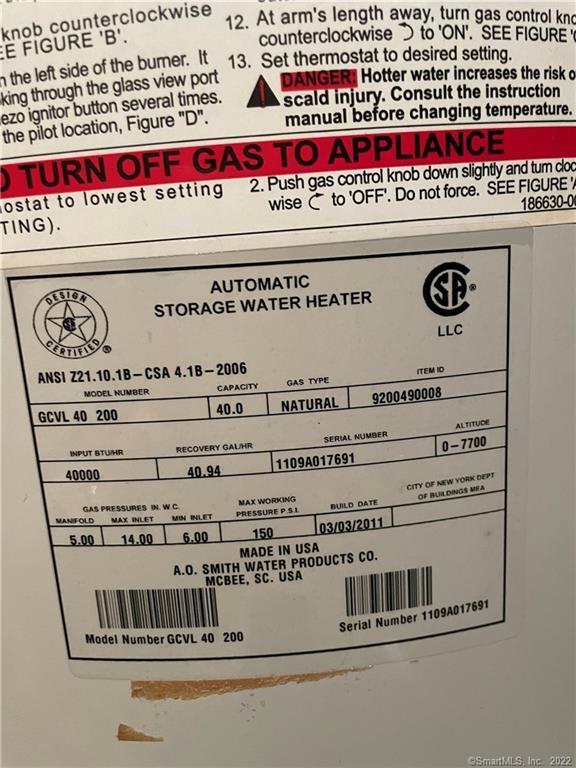 knob counterclockwise
EE FIGURE 'B'.
n the left side of the burner. It
king through the glass view port
ezo ignitor button several times.
the pilot location, Figure "D".
12. At arm's length away, turn gas control kno
counterclockwise to 'ON'. SEE FIGURE '
13. Set thermostat to desired setting.
DANGER: Hotter water increases the risk o
scald injury. Consult the instruction
manual before changing temperature.
O TURN OFF GAS TO APPLIANCE
ostat to lowest setting
TING).
2. Push gas control knob down slightly and turn cloc
wise to 'OFF'. Do not force. SEE FIGURE 'A
186630-00
DESIGN
CERTIFIED
AUTOMATIC
STORAGE WATER HEATER
CSA ®
LLC
ANSI Z21.10.1B-CSA 4.1B-2006
MODEL NUMBER CAPACITY GAS TYPE ITEM ID
GCVL 40 200 40.0 NATURAL 9200490008
INPUT BTU/HR RECOVERY GAL/HR SERIAL NUMBER ALTITUDE
40000 40.94 1109A017691 0-7700
GAS PRESSURES IN. W.C.
MANIFOLD MAX INLET MIN INLET
5.00 14.00 6.00
MAX WORKING
PRESSURE P.S.I.
150
BUILD DATE
03/03/2011
CITY OF NEW YORK DEPT
OF BUILDINGS MEA
MADE IN USA
A.O. SMITH WATER PRODUCTS CO.
MCBEE, SC. USA
Model Number GCVL 40 200
Serial Number 1109A017691
©SmartMLS, Inc. 2022